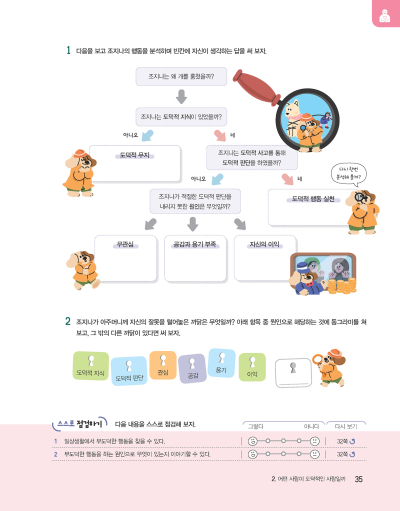 1 다음을 보고 조지나의 행동을 분석하며 빈칸에 자신이 생각하는 답을 써 보자.
조지나는 왜 개를 훔쳤을까?
조지나는 도덕적 지식이 있었을까?
아니오
네
도덕적 무지
조지나는 도덕적 사고를 통해
도덕적 판단을 하였을까?
다시 한번
분석해 볼까?
아니오
네
조지나가 적절한 도덕적 판단을
내리지 못한 원인은 무엇일까?
도덕적 행동 실천
무관심
공감과 용기 부족
자신의 이익
2 조지나가 아주머니께 자신의 잘못을 털어놓은 까닭은 무엇일까? 아래 항목 중 원인으로 해당하는 것에 동그라미를 쳐
보고, 그 밖의 다른 까닭이 있다면 써 보자.
도덕적 지식
도덕적 판단
관심
공감
용기
이익
스스로 점검하기
다음 내용을 스스로 점검해 보자.
그렇다
아니다
다시 보기
1 일상생활에서 부도덕한 행동을 찾을 수 있다.
32쪽
2 부도덕한 행동을 하는 원인으로 무엇이 있는지 이야기할 수 있다.
32쪽
2. 어떤 사람이 도덕적인 사람일까 35